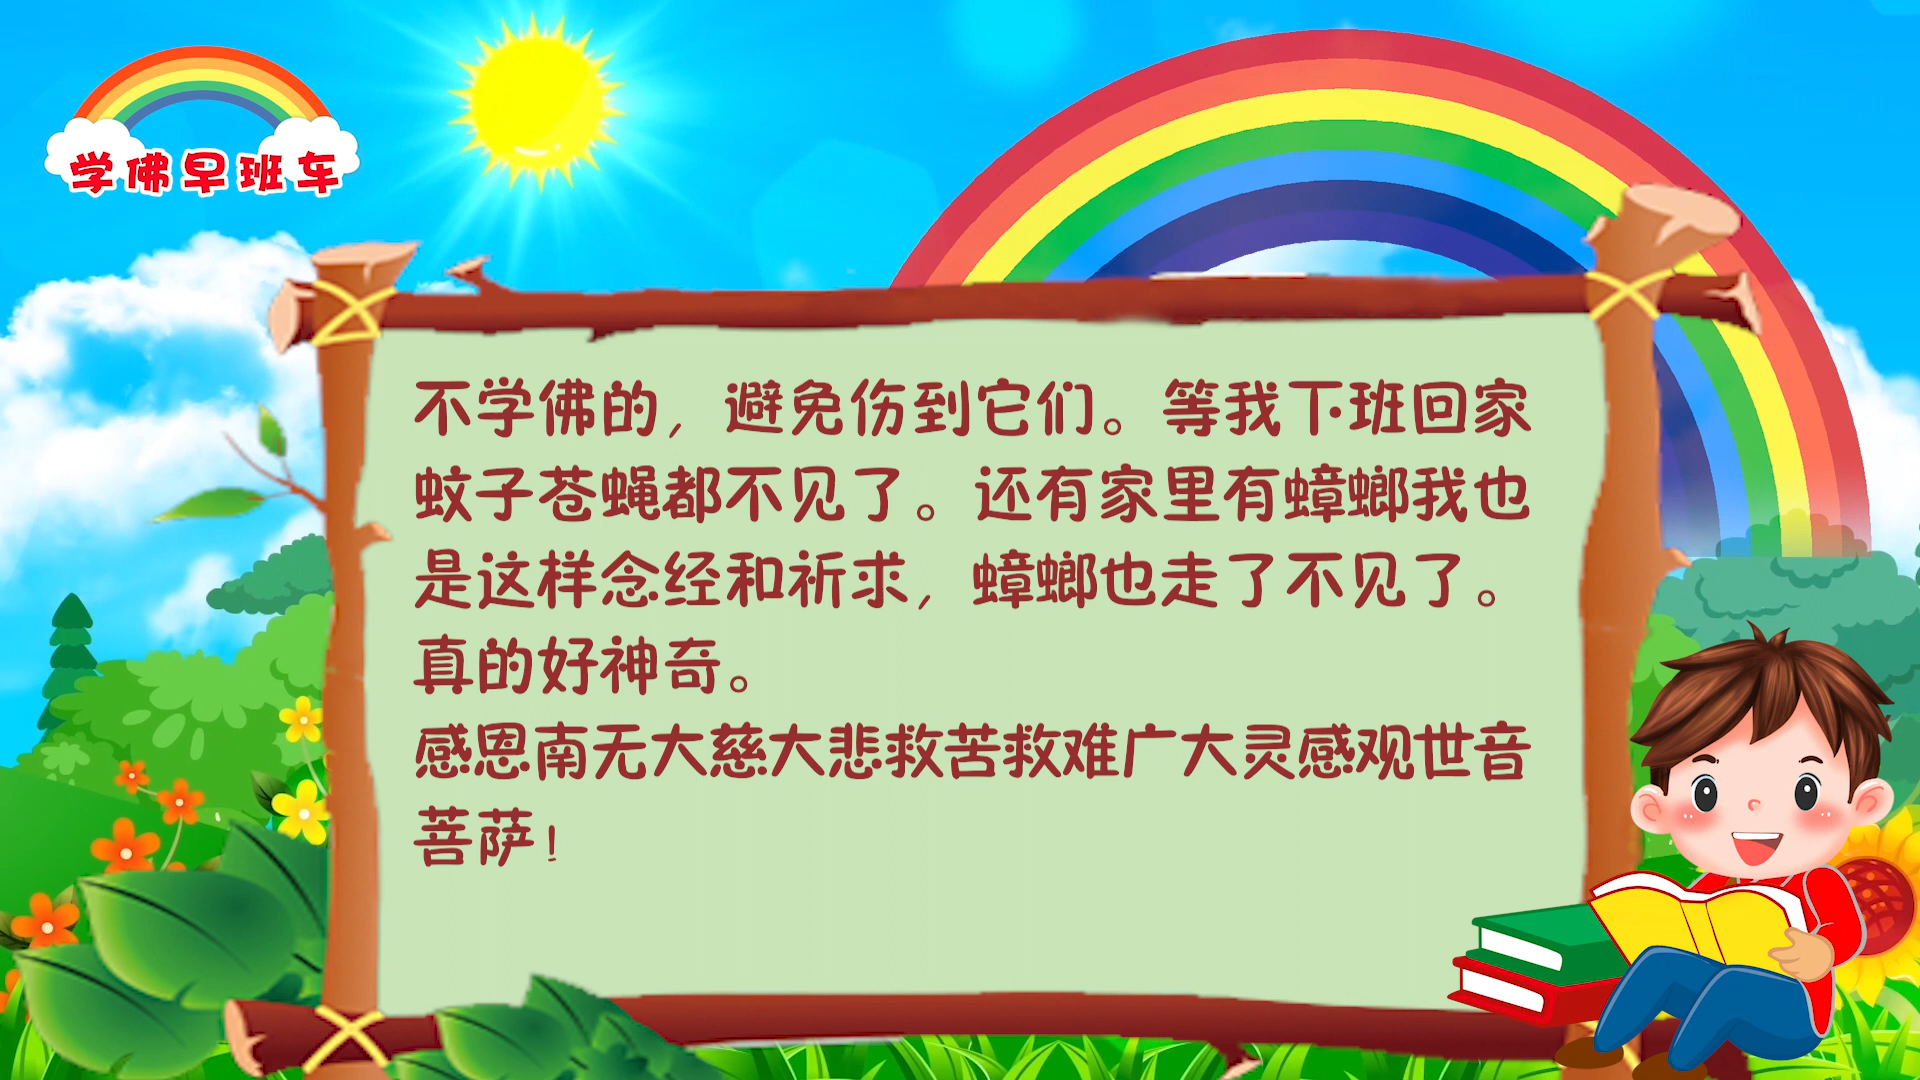 学佛早班车
不学佛的，避免伤到它们。等我下班回家
蚊子苍蝇都不见了。还有家里有蟑螂我也
是这样念经和祈求，蟑螂也走了不见了。
真的好神奇。
感恩南无大慈大悲救苦救难广大灵感观世音
菩萨！